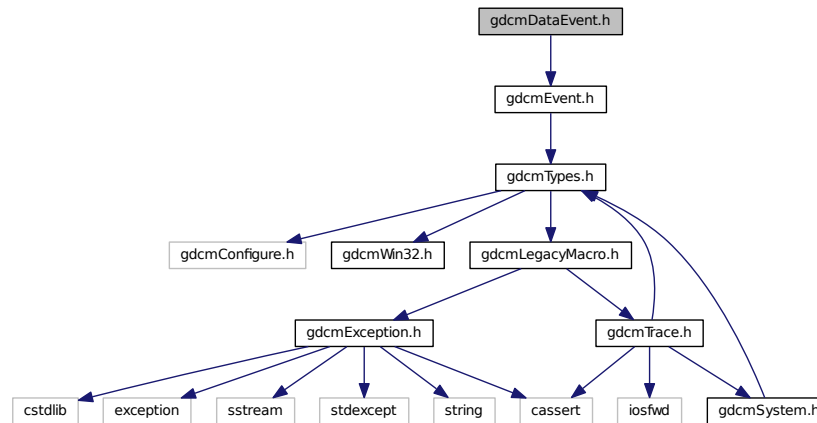 gdcmDataEvent.h
gdcmEvent.h
gdcmTypes.h
gdcmConfigure.h
gdcmWin32.h
gdcmLegacyMacro.h
gdcmException.h
gdcmTrace.h
cstdlib
exception
sstream
stdexcept
string
cassert
iosfwd
gdcmSystem.h